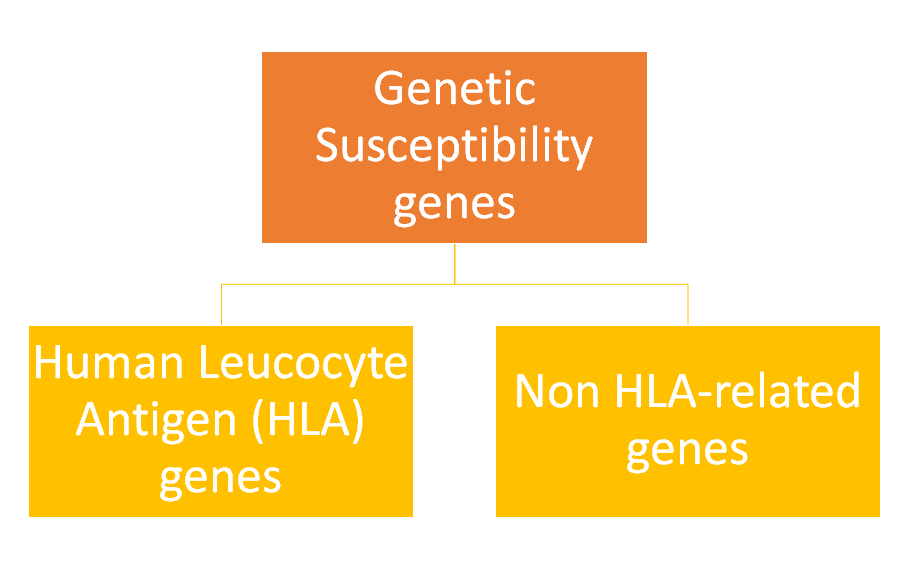 Genetic
Susceptibility
genes
Human Leucocyte
Antigen (HLA)
genes
Non HLA-related
genes